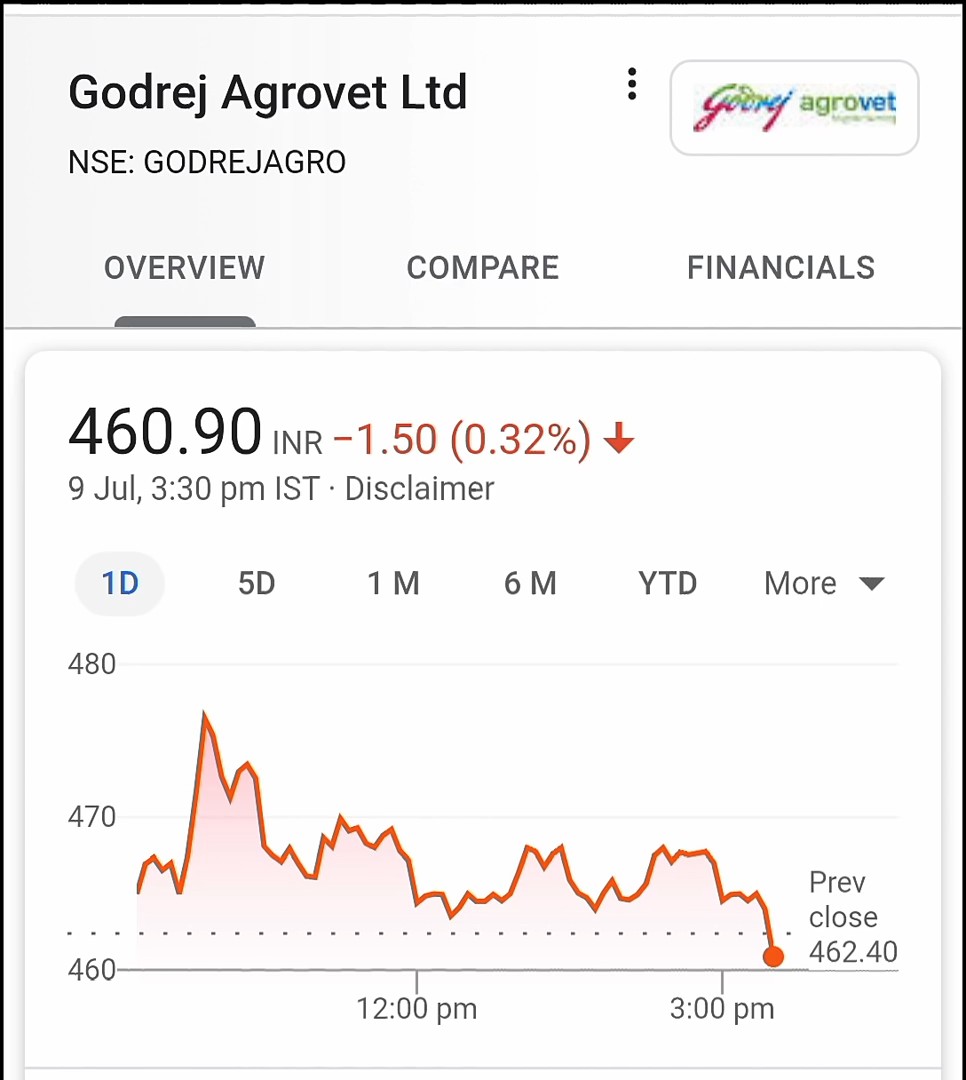 Godrej Agrovet Ltd
Godrej agrovet
NSE: GODREJAGRO
OVERVIEW COMPARE FINANCIALS
460.90 INR −1.50 (0.32%)
9 Jul, 3:30 pm IST · Disclaimer
1D 5D 1 M 6 M YTD More
480
470
Prev
close
462.40
460
12:00 pm 3:00 pm